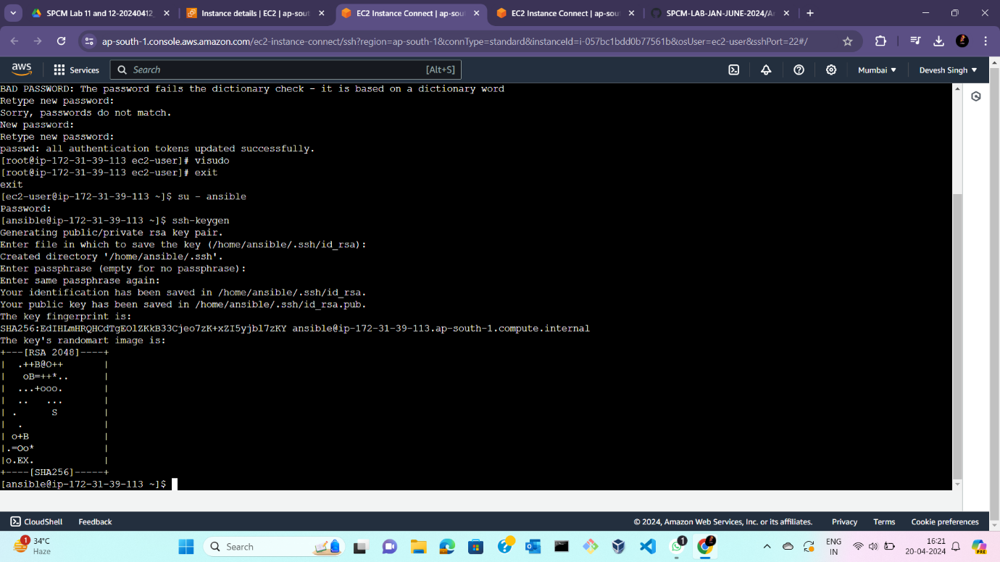 SPCM Lab 11 and 12-20240412_
Instance details | EC2 | ap-sout
EC2 Instance Connect | ap-sou
EC2 Instance Connect | ap-sou
SPCM-LAB-JAN-JUNE-2024/An
ap-south-1.console.aws.amazon.com/ec2-instance-connect/ssh?region=ap-south-1&connType=standard&instanceId=i-057bc1bdd0b77561b&osUser=ec2-user&sshPort=22#/
aws
Services
Search
[Alt+S]
Mumbai
Devesh Singh
BAD PASSWORD: The password fails the dictionary check - it is based on a dictionary word
Retype new password:
Sorry, passwords do not match.
New password:
Retype new password:
passwd: all authentication tokens updated successfully.
[root@ip-172-31-39-113 ec2-user]# visudo
[root@ip-172-31-39-113 ec2-user]# exit
exit
[ec2-user@ip-172-31-39-113 ~]$ su - ansible
Password:
[ansible@ip-172-31-39-113 ~]$ ssh-keygen
Generating public/private rsa key pair.
Enter file in which to save the key (/home/ansible/.ssh/id_rsa):
Created directory '/home/ansible/.ssh'.
Enter passphrase (empty for no passphrase):
Enter same passphrase again:
Your identification has been saved in /home/ansible/.ssh/id_rsa.
Your public key has been saved in /home/ansible/.ssh/id_rsa.pub.
The key fingerprint is:
SHA256:EdIHLmHRQHCdTgEOlZKkB33Cjeo7zK+xZI5yjbl7zKY ansible@ip-172-31-39-113.ap-south-1.compute.internal
The key's randomart image is:
+---[RSA 2048]----+
|  .++B@O++       |
|   oB=++*..      |
|  ...+ooo.       |
|  ..   ...       |
| .      S        |
|  .              |
| o+B             |
|.=Oo*            |
|o.EX.            |
+----[SHA256]-----+
[ansible@ip-172-31-39-113 ~]$
CloudShell
Feedback
© 2024, Amazon Web Services, Inc. or its affiliates.
Privacy
Terms
Cookie preferences
1
34°C
Haze
Search
1
ENG
IN
16:21
20-04-2024
PRE